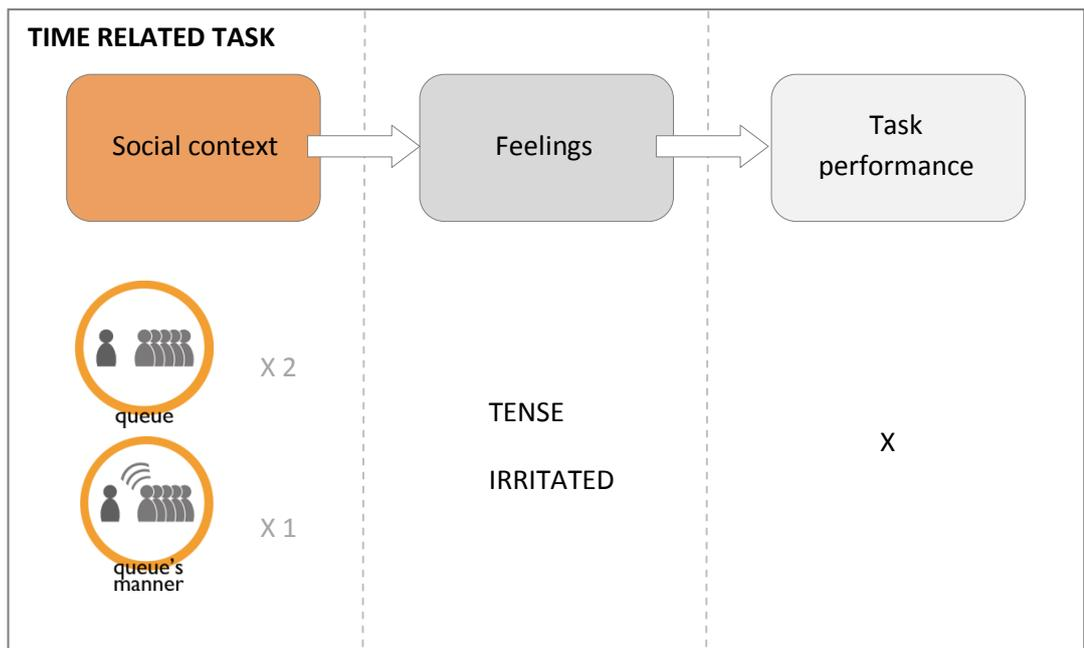 TIME RELATED TASK
Social context
Feelings
Task
performance
queue
X 2
TENSE
IRRITATED
X
queue's
manner
X 1